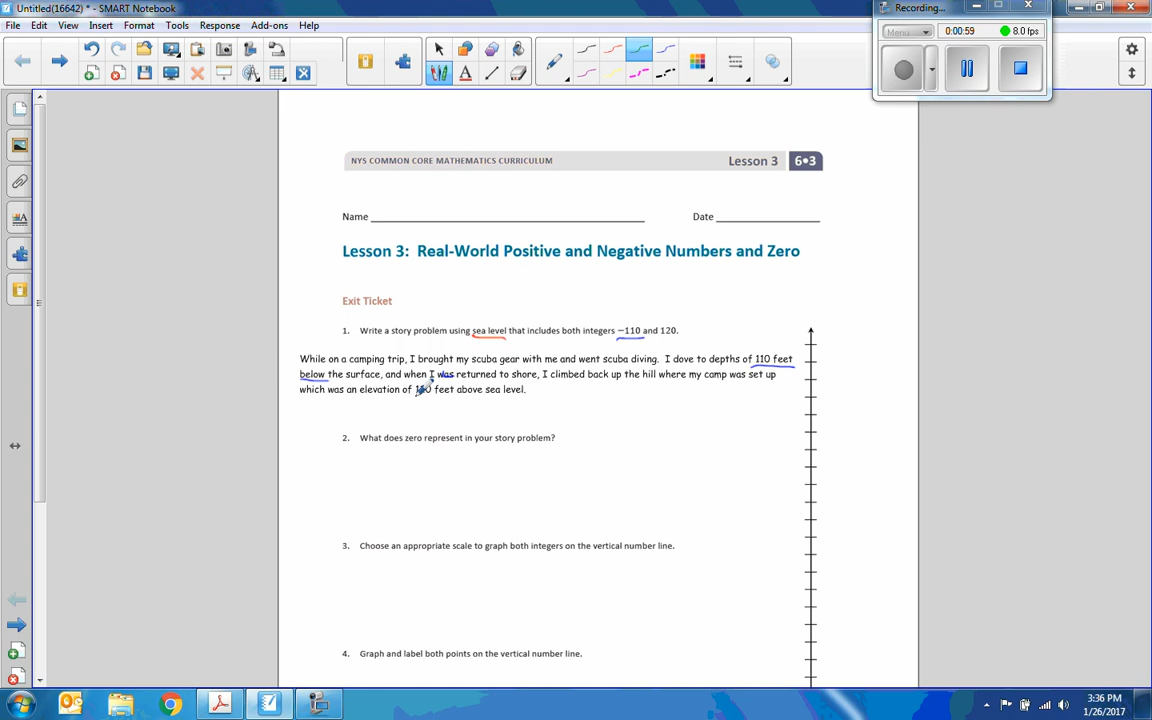 Untitled(16642) * - SMART Notebook
File Edit View Insert Format Tools Response Add-ons Help
Recording...
Menu
0:00:59
8.0 fps
NYS COMMON CORE MATHEMATICS CURRICULUM
Lesson 3
6•3
Name
Date
Lesson 3: Real-World Positive and Negative Numbers and Zero
Exit Ticket
1. Write a story problem using sea level that includes both integers −110 and 120.
While on a camping trip, I brought my scuba gear with me and went scuba diving. I dove to depths of 110 feet
below the surface, and when I was returned to shore, I climbed back up the hill where my camp was set up
which was an elevation of feet above sea level.
2. What does zero represent in your story problem?
3. Choose an appropriate scale to graph both integers on the vertical number line.
4. Graph and label both points on the vertical number line.
3:36 PM
1/26/2017